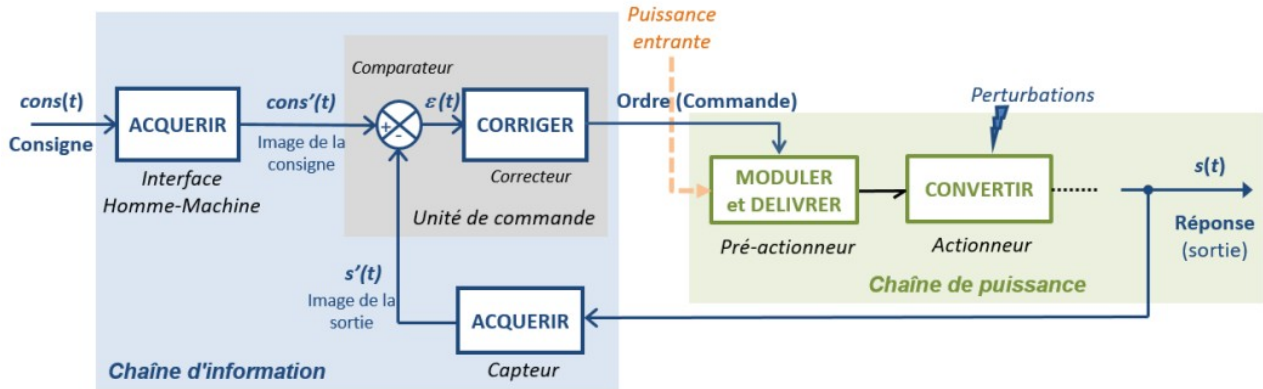 Puissance
entrante
Comparateur
cons(t)
Consigne
ACQUERIR
Interface
Homme-Machine
cons'(t)
Image de la
consigne
+
-
ε(t)
CORRIGER
Correcteur
Unité de commande
Ordre (Commande)
MODULER
et DELIVRER
Pré-actionneur
Perturbations
CONVERTIR
Actionneur
s(t)
Réponse
(sortie)
Chaîne de puissance
s'(t)
Image de la
sortie
ACQUERIR
Capteur
Chaîne d'information